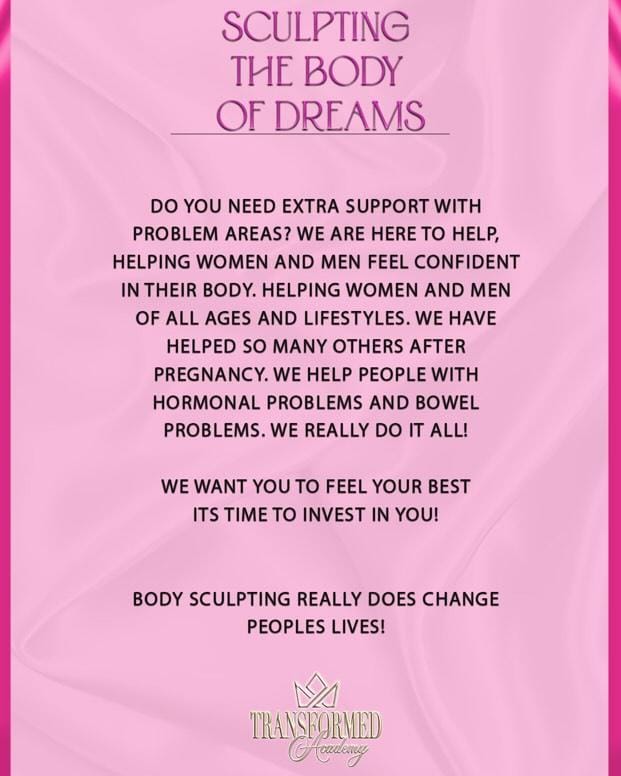 SCULPTING
THE BODY
OF DREAMS
DO YOU NEED EXTRA SUPPORT WITH
PROBLEM AREAS? WE ARE HERE TO HELP,
HELPING WOMEN AND MEN FEEL CONFIDENT
IN THEIR BODY. HELPING WOMEN AND MEN
OF ALL AGES AND LIFESTYLES. WE HAVE
HELPED SO MANY OTHERS AFTER
PREGNANCY. WE HELP PEOPLE WITH
HORMONAL PROBLEMS AND BOWEL
PROBLEMS. WE REALLY DO IT ALL!
WE WANT YOU TO FEEL YOUR BEST
ITS TIME TO INVEST IN YOU!
BODY SCULPTING REALLY DOES CHANGE
PEOPLES LIVES!
TRANSFORMED
Academy